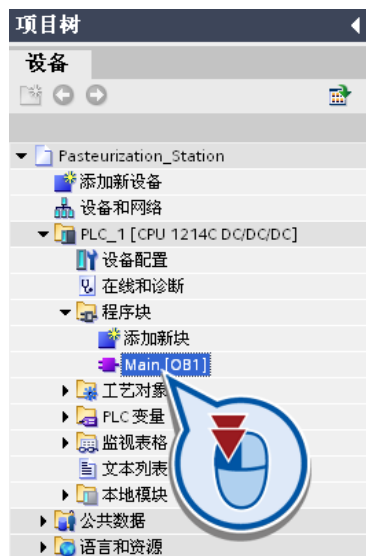 项目树
设备
Pasteurization_Station
添加新设备
设备和网络
PLC_1 [CPU 1214C DC/DC/DC]
设备配置
在线和诊断
程序块
添加新块
Main [OB1]
工艺对象
PLC 变量
监视表格
文本列表
本地模块
公共数据
语言和资源